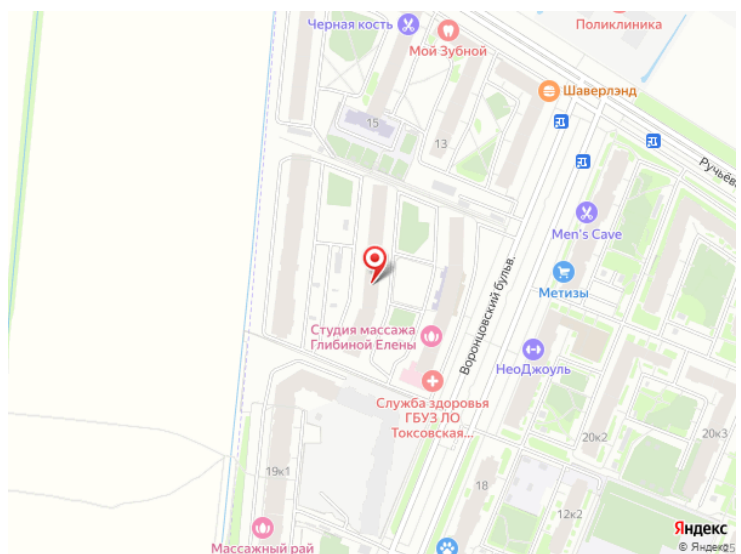 Черная кость
Мой Зубной
Поликлиника
Шаверлэнд
15
13
Ручьёв
Men's Cave
Метизы
Воронцовский бульв.
Студия массажа
Глибиной Елены
НеоДжоуль
Служба здоровья
ГБУЗ ЛО
Токсовская...
20к2
20к3
19к1
18
12к2
Массажный рай
Яндекс
© Яндекс